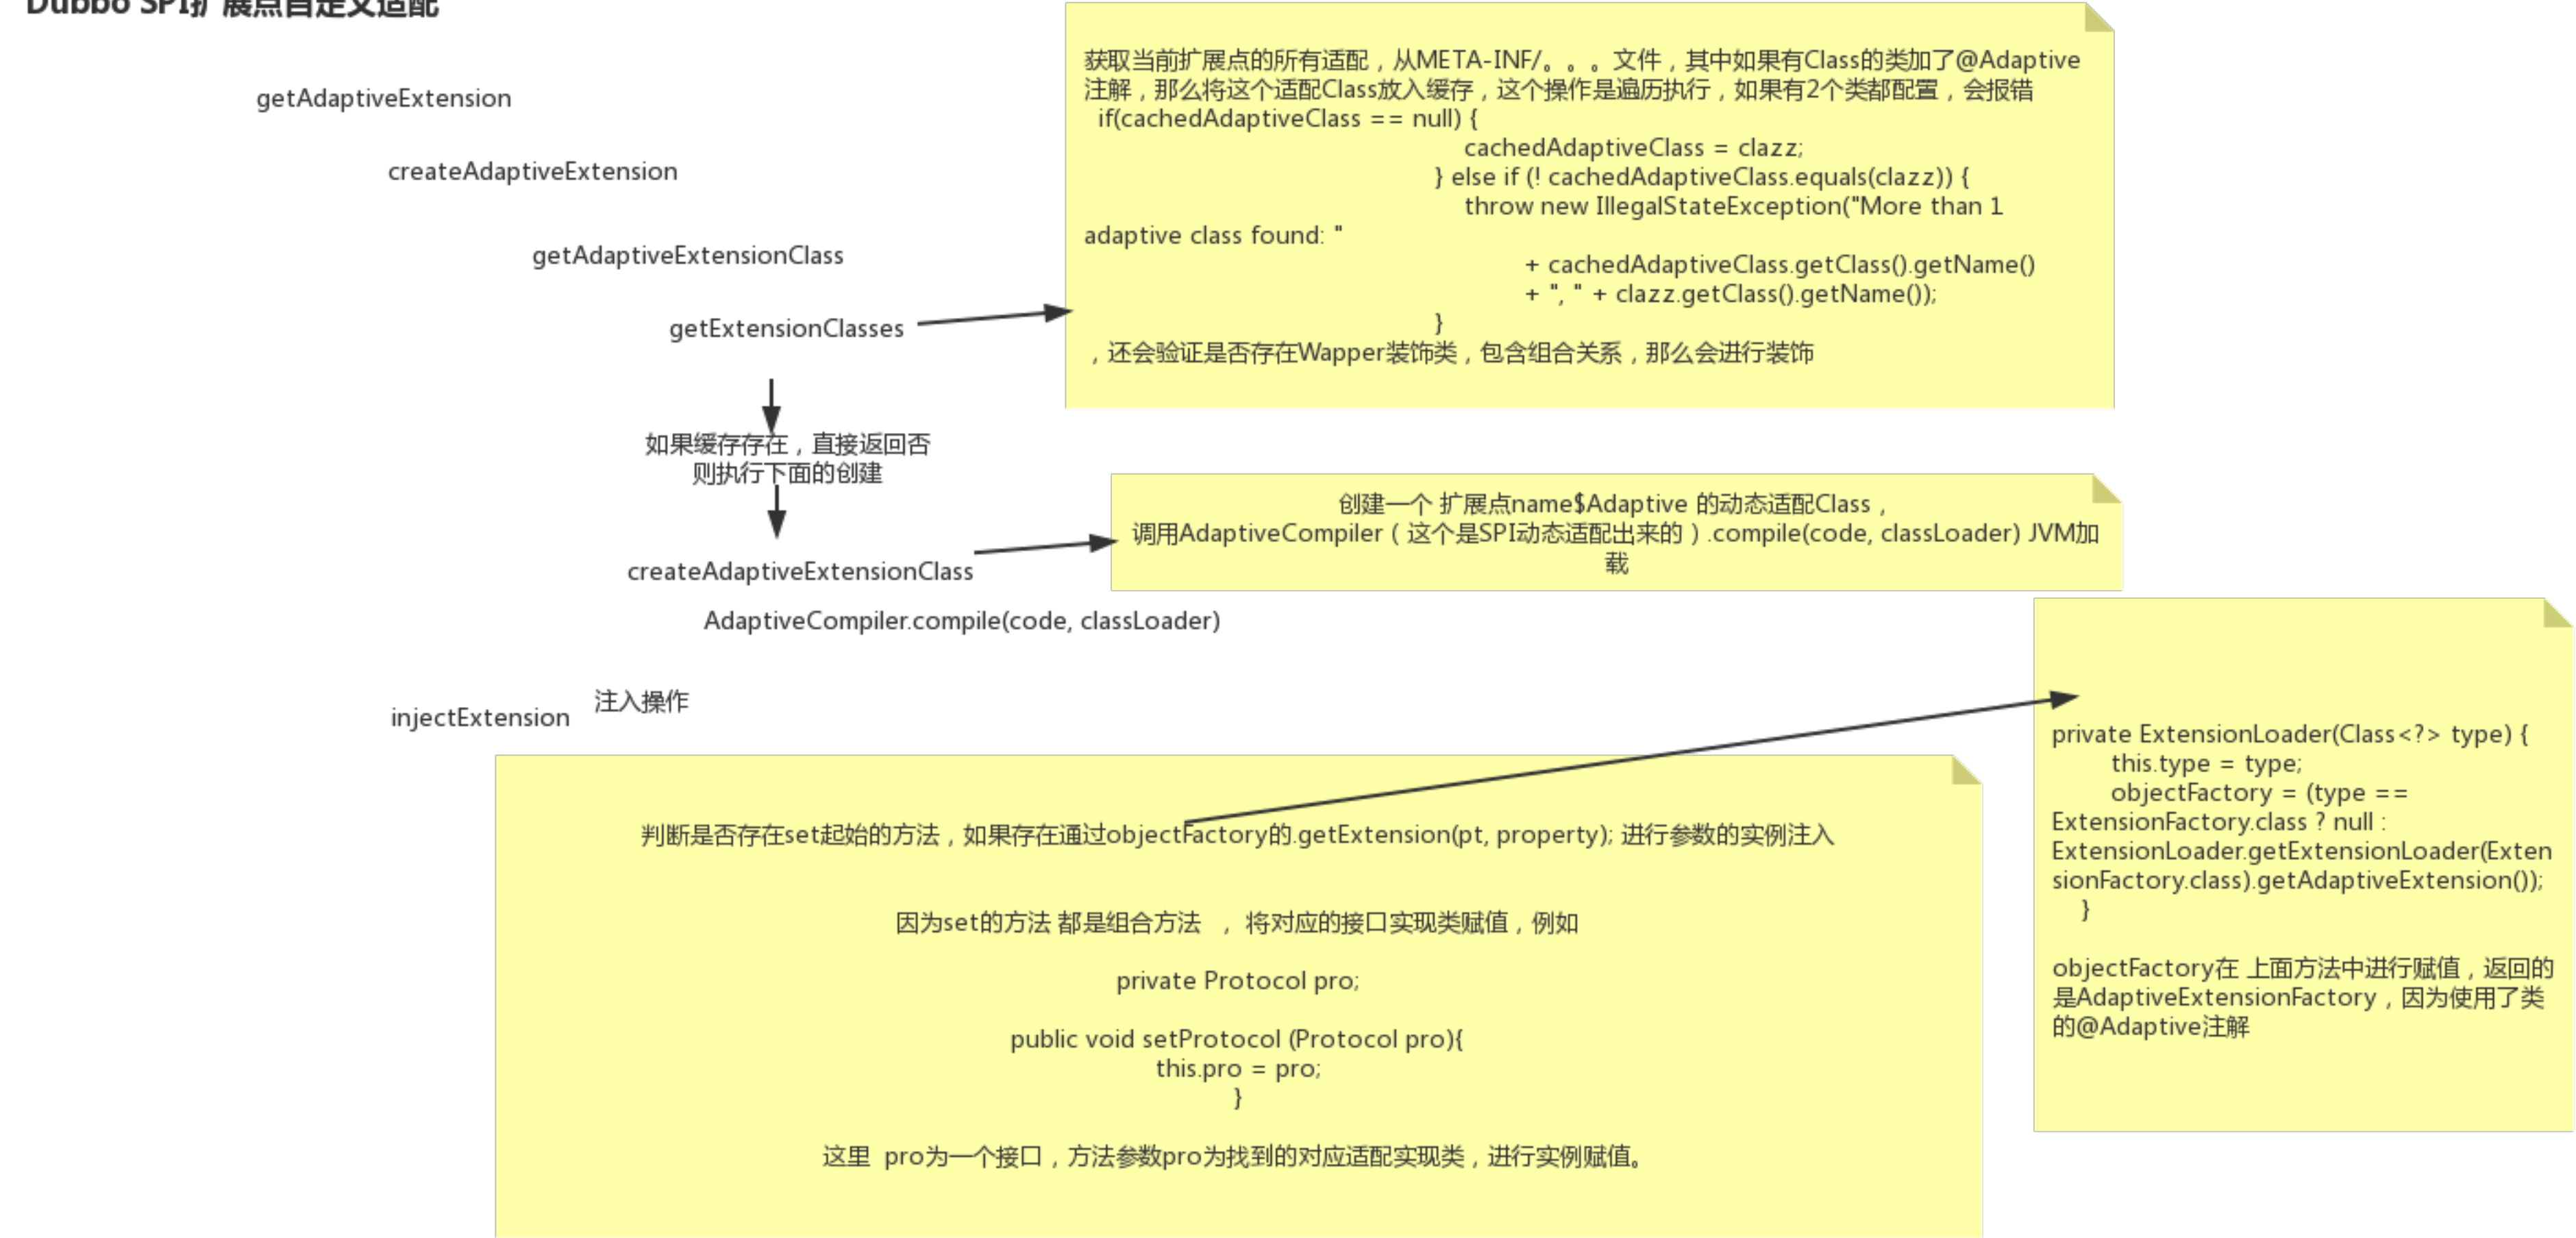 Dubbo SPI扩展点自定义适配
getAdaptiveExtension
createAdaptiveExtension
getAdaptiveExtensionClass
getExtensionClasses
获取当前扩展点的所有适配，从META-INF/。。。文件，其中如果有Class的类加了@Adaptive
注解，那么将这个适配Class放入缓存，这个操作是遍历执行，如果有2个类都配置，会报错
if(cachedAdaptiveClass == null) {
cachedAdaptiveClass = clazz;
} else if (! cachedAdaptiveClass.equals(clazz)) {
throw new IllegalStateException("More than 1
adaptive class found: "
+ cachedAdaptiveClass.getClass().getName()
+ ", " + clazz.getClass().getName());
}
，还会验证是否存在Wapper装饰类，包含组合关系，那么会进行装饰
如果缓存存在，直接返回否
则执行下面的创建
createAdaptiveExtensionClass
创建一个 扩展点name$Adaptive 的动态适配Class，
调用AdaptiveCompiler（这个是SPI动态适配出来的）.compile(code, classLoader) JVM加
载
AdaptiveCompiler.compile(code, classLoader)
injectExtension
注入操作
判断是否存在set起始的方法，如果存在通过objectFactory的.getExtension(pt, property); 进行参数的实例注入
因为set的方法 都是组合方法 ， 将对应的接口实现类赋值，例如
private Protocol pro;
public void setProtocol (Protocol pro){
this.pro = pro;
}
这里 pro为一个接口，方法参数pro为找到的对应适配实现类，进行实例赋值。
private ExtensionLoader(Class<?> type) {
this.type = type;
objectFactory = (type ==
ExtensionFactory.class ? null :
ExtensionLoader.getExtensionLoader(Exten
sionFactory.class).getAdaptiveExtension());
}
objectFactory在 上面方法中进行赋值，返回的
是AdaptiveExtensionFactory，因为使用了类
的@Adaptive注解